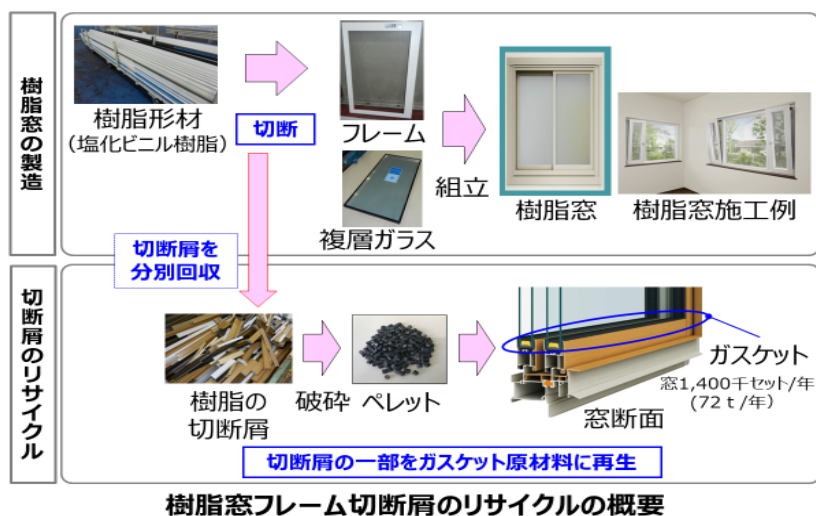 樹脂窓の製造
樹脂形材
（塩化ビニル樹脂）
切断
フレーム
複層ガラス
組立
樹脂窓
樹脂窓施工例
切断屑を
分別回収
切断屑のリサイクル
樹脂の
切断屑
破砕
ペレット
窓断面
ガスケット
窓1,400千セット/年
(72ｔ/年)
切断屑の一部をガスケット原材料に再生
樹脂窓フレーム切断屑のリサイクルの概要